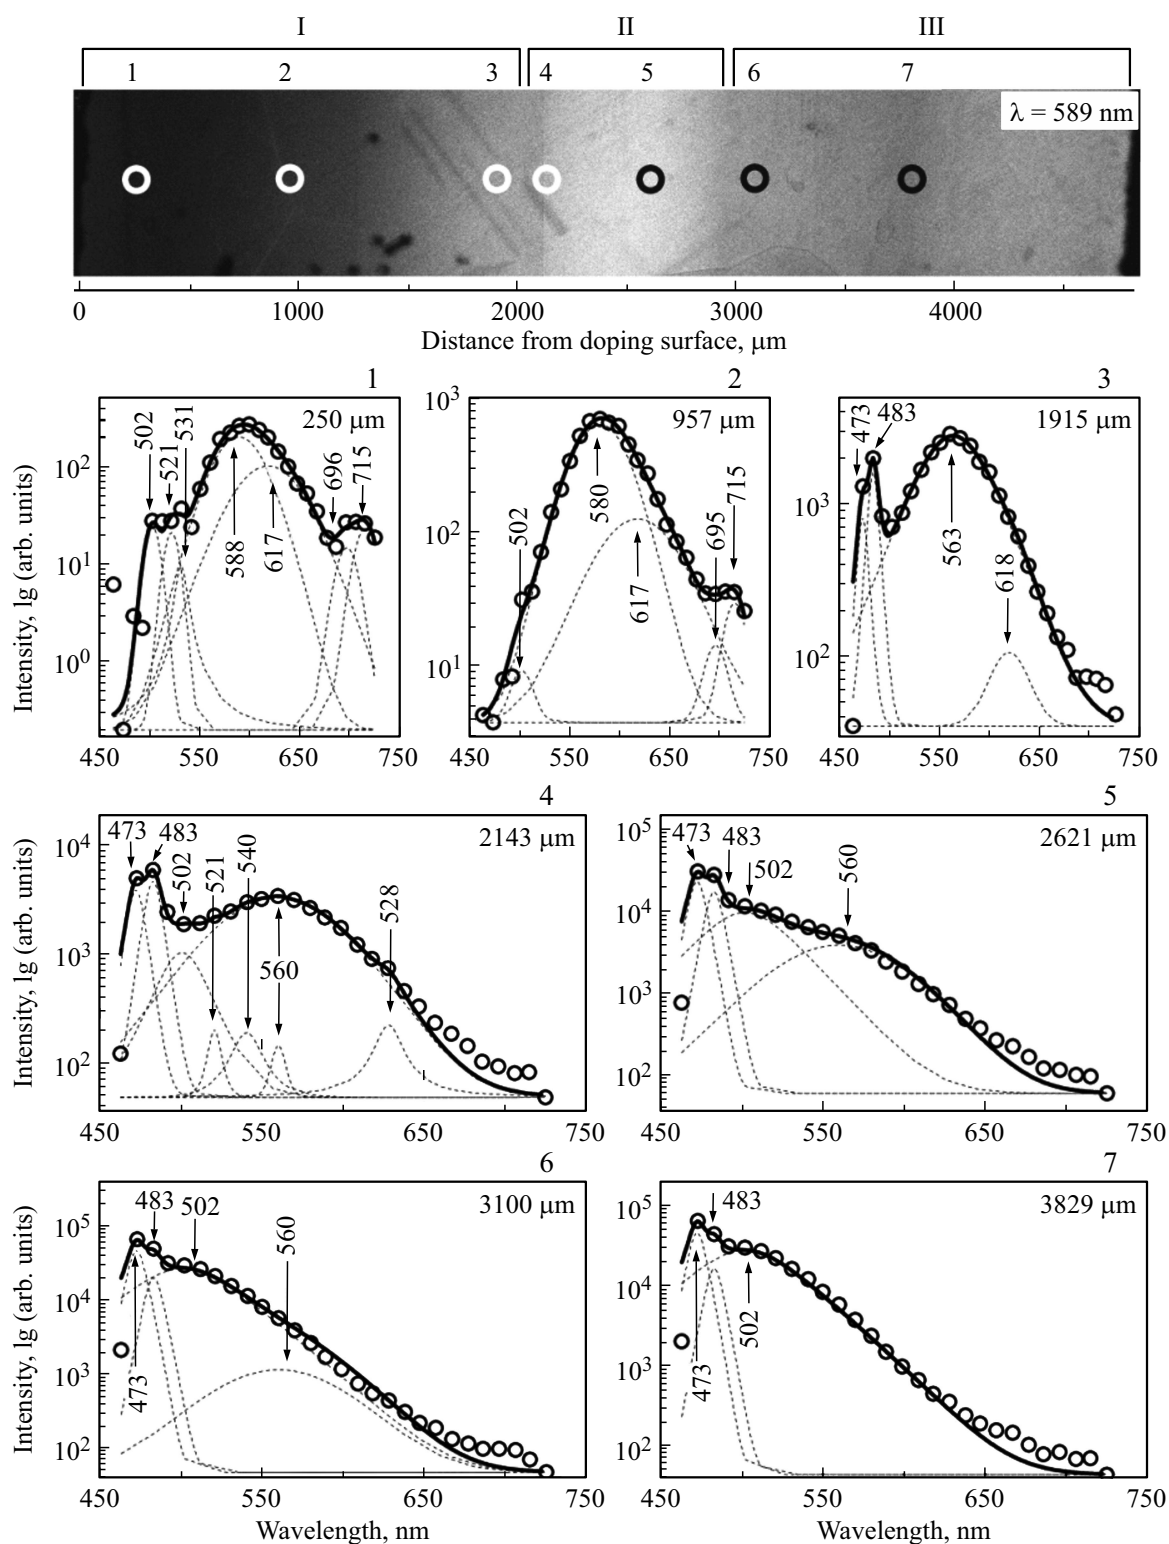 I II III
1 2 3 4 5 6 7
λ = 589 nm
0 1000 2000 3000 4000
Distance from doping surface, μm
1
250 μm
502
521
531
588
617
696
715
10²
10¹
10⁰
450 550 650 750
Intensity, lg (arb. units)
2
957 μm
502
580
617
695
715
10³
10²
10¹
450 550 650 750
3
1915 μm
473
483
563
618
10³
10²
450 550 650 750
4
2143 μm
473
483
502
521
540
560
528
10⁴
10³
10²
450 550 650 750
Intensity, lg (arb. units)
5
2621 μm
473
483
502
560
10⁵
10⁴
10³
10²
450 550 650 750
6
3100 μm
483
502
560
473
10⁵
10⁴
10³
10²
450 550 650 750
Wavelength, nm
Intensity, lg (arb. units)
7
3829 μm
483
502
473
10⁵
10⁴
10³
10²
450 550 650 750
Wavelength, nm